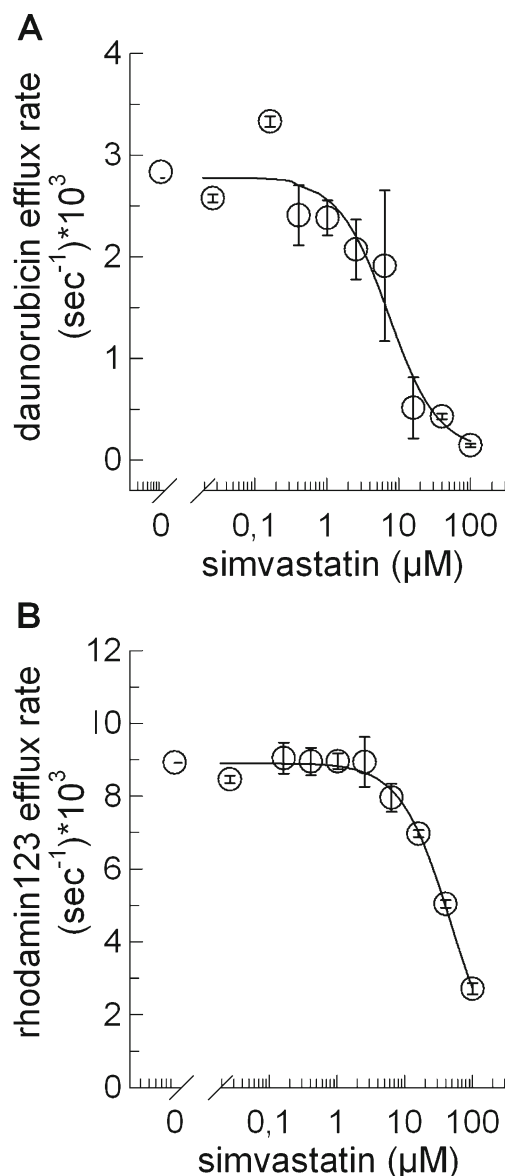 A
daunorubicin efflux rate
(sec⁻¹)*10³
4
3
2
1
0
0 0,1 1 10 100
simvastatin (µM)
B
rhodamin123 efflux rate
(sec⁻¹)*10³
12
10
8
6
4
2
0
0 0,1 1 10 100
simvastatin (µM)